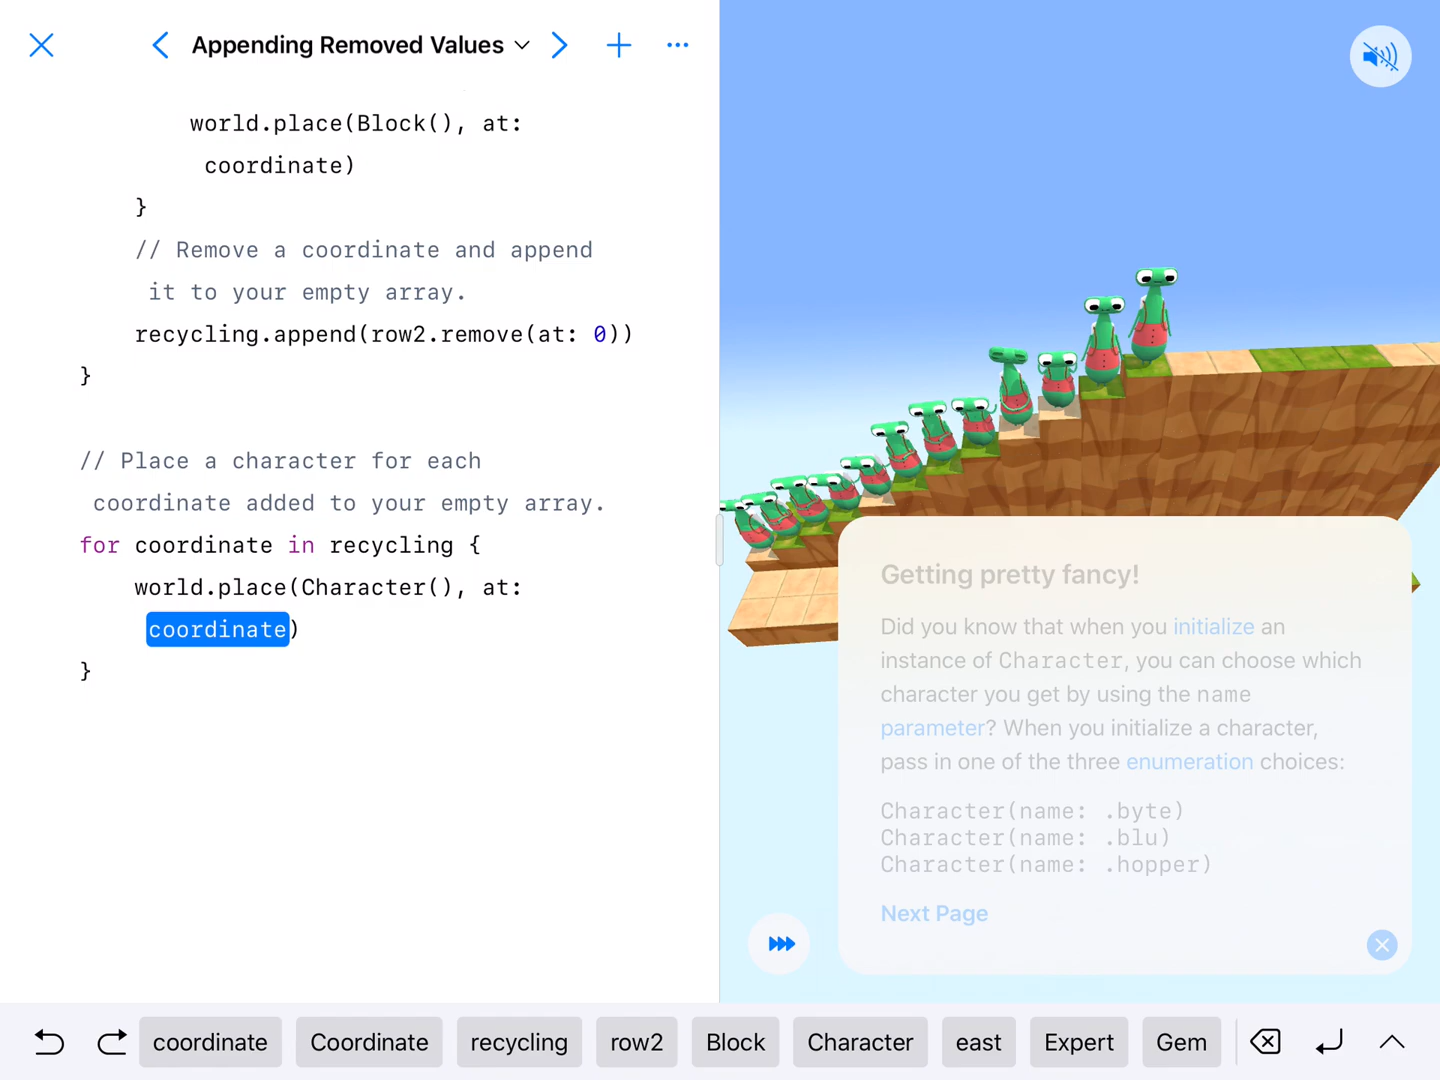 Appending Removed Values
world.place(Block(), at:
coordinate)
}
// Remove a coordinate and append
it to your empty array.
recycling.append(row2.remove(at: 0))
}
// Place a character for each
coordinate added to your empty array.
for coordinate in recycling {
world.place(Character(), at:
coordinate)
}
Getting pretty fancy!
Did you know that when you initialize an
instance of Character, you can choose which
character you get by using the name
parameter? When you initialize a character,
pass in one of the three enumeration choices:
Character(name: .byte)
Character(name: .blu)
Character(name: .hopper)
Next Page
coordinate Coordinate recycling row2 Block Character east Expert Gem